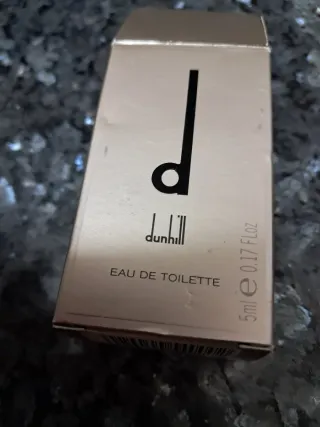 d
dunhill
EAU DE TOILETTE
5ml e 0.17 FL.oz